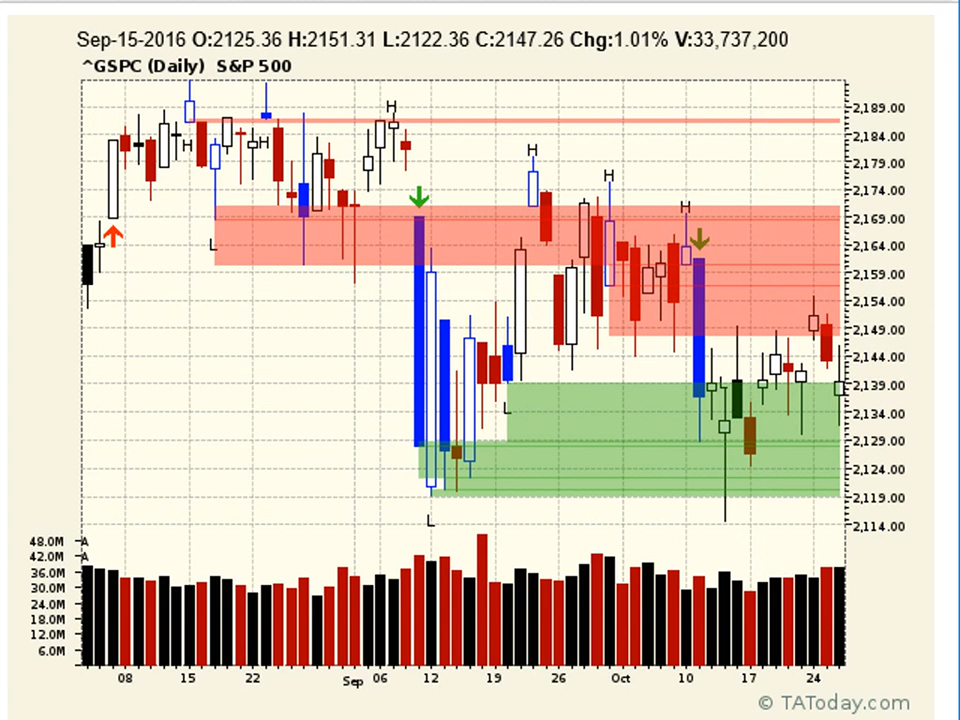 Sep-15-2016 O:2125.36 H:2151.31 L:2122.36 C:2147.26 Chg:1.01% V:33,737,200
^GSPC (Daily) S&P 500
H
2,189.00
2,184.00
H H
H
2,179.00
H
2,174.00
H
2,169.00
L
2,164.00
2,159.00
2,154.00
2,149.00
2,144.00
2,139.00
L
2,134.00
2,129.00
2,124.00
2,119.00
L
2,114.00
48.0M A
42.0M A
36.0M
30.0M
24.0M
18.0M
12.0M
6.0M
08 15 22 Sep 06 12 19 26 Oct 10 17 24
© TAToday.com